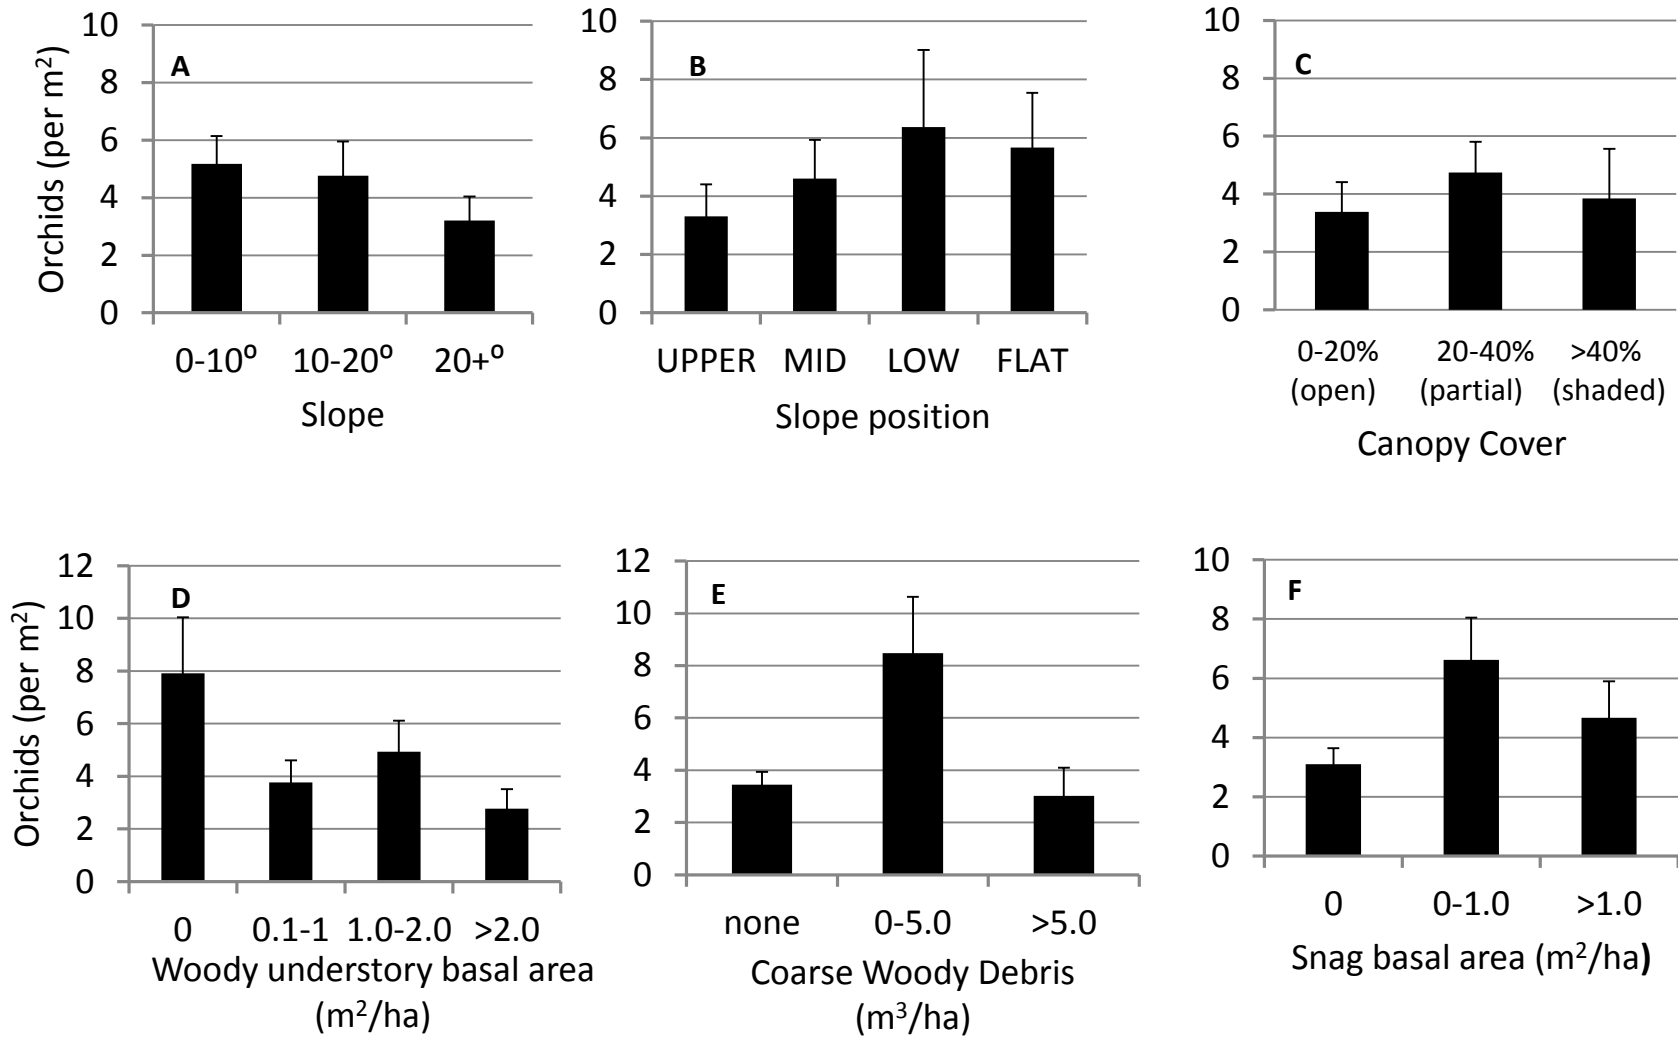 A
10
8
6
4
2
0
Orchids (per m²)
0-10º 10-20º 20+º
Slope
B
10
8
6
4
2
0
UPPER MID LOW FLAT
Slope position
C
10
8
6
4
2
0
0-20% 20-40% >40%
(open) (partial) (shaded)
Canopy Cover
D
12
10
8
6
4
2
0
Orchids (per m²)
0 0.1-1 1.0-2.0 >2.0
Woody understory basal area
(m²/ha)
E
12
10
8
6
4
2
0
none 0-5.0 >5.0
Coarse Woody Debris
(m³/ha)
F
10
8
6
4
2
0
0 0-1.0 >1.0
Snag basal area (m²/ha)